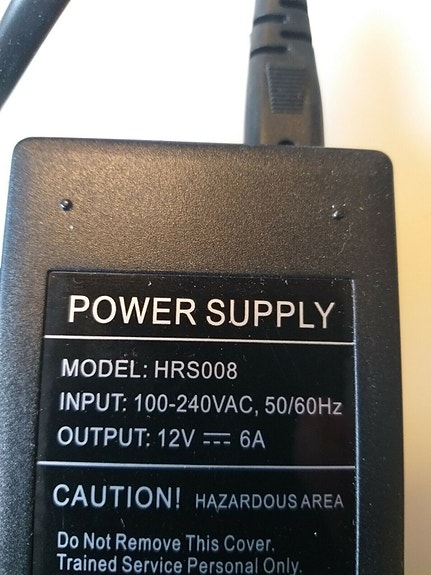 POWER SUPPLY
MODEL: HRS008
INPUT: 100-240VAC, 50/60Hz
OUTPUT: 12V ⎓ 6A
CAUTION! HAZARDOUS AREA
Do Not Remove This Cover.
Trained Service Personal Only.